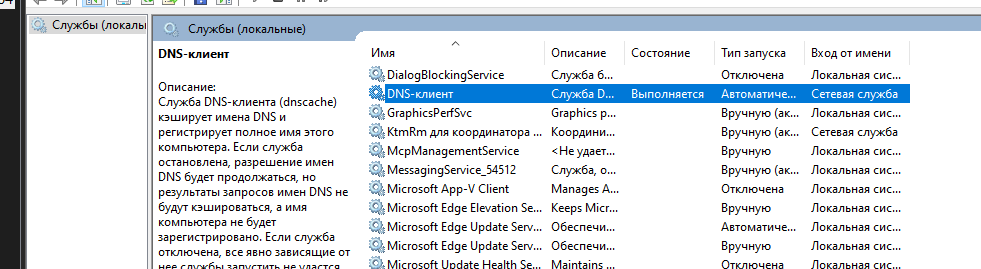 Службы (локалы
Службы (локальные)
DNS-клиент
Описание:
Служба DNS-клиента (dnscache)
кэширует имена DNS и
регистрирует полное имя этого
компьютера. Если служба
остановлена, разрешение имен
DNS будет продолжаться, но
результаты запросов имен DNS не
будут кэшироваться, а имя
компьютера не будет
зарегистрировано. Если служба
отключена, все явно зависящие от
нее службы запустить не удастся.
Имя Описание Состояние Тип запуска Вход от имени
DialogBlockingService Служба б... Отключена Локальная сис...
DNS-клиент Служба D... Выполняется Автоматиче... Сетевая служба
GraphicsPerfSvc Graphics p... Вручную (ак... Локальная сис...
KtmRm для координатора ... Координи... Вручную (ак... Сетевая служба
McpManagementService <Не удает... Вручную Локальная сис...
MessagingService_54512 Служба, о... Вручную (ак... Локальная сис...
Microsoft App-V Client Manages A... Отключена Локальная сис...
Microsoft Edge Elevation Se... Keeps Micr... Вручную Локальная сис...
Microsoft Edge Update Serv... Обеспечи... Автоматиче... Локальная сис...
Microsoft Edge Update Serv... Обеспечи... Вручную Локальная сис...
Microsoft Update Health Se... Maintains ... Отключена Локальная сис...